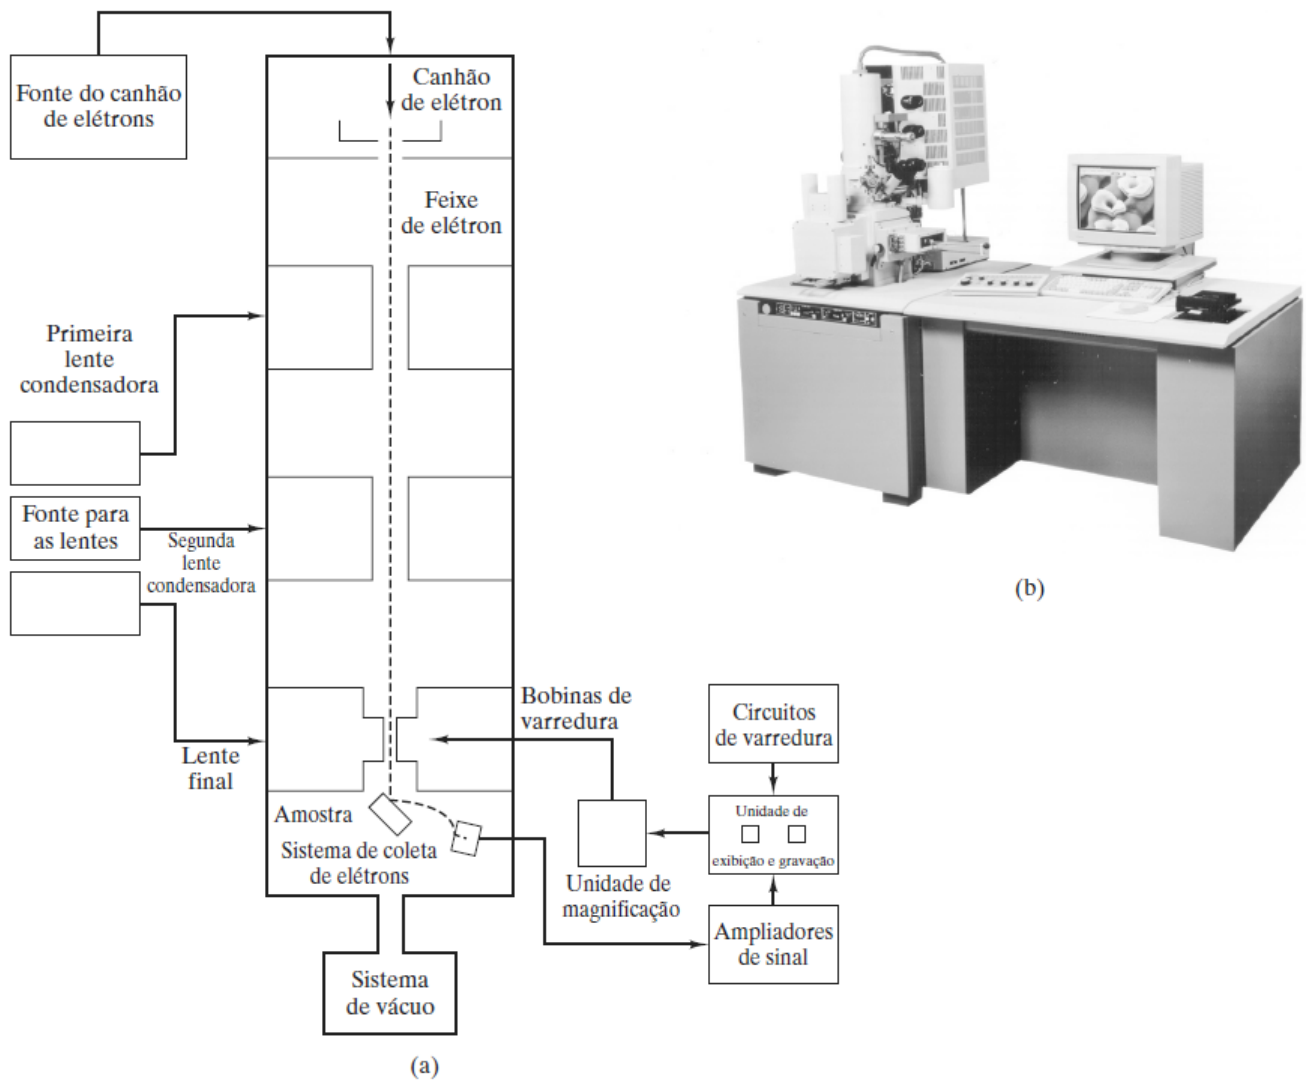 Fonte do canhão
de elétrons
Canhão
de elétron
Feixe
de elétron
Primeira
lente
condensadora
Fonte para
as lentes
Segunda
lente
condensadora
Lente
final
Bobinas de
varredura
Circuitos
de varredura
Unidade de
exibição e gravação
Unidade de
magnificação
Ampliadores
de sinal
Amostra
Sistema de coleta
de elétrons
Sistema
de vácuo
(a)
(b)